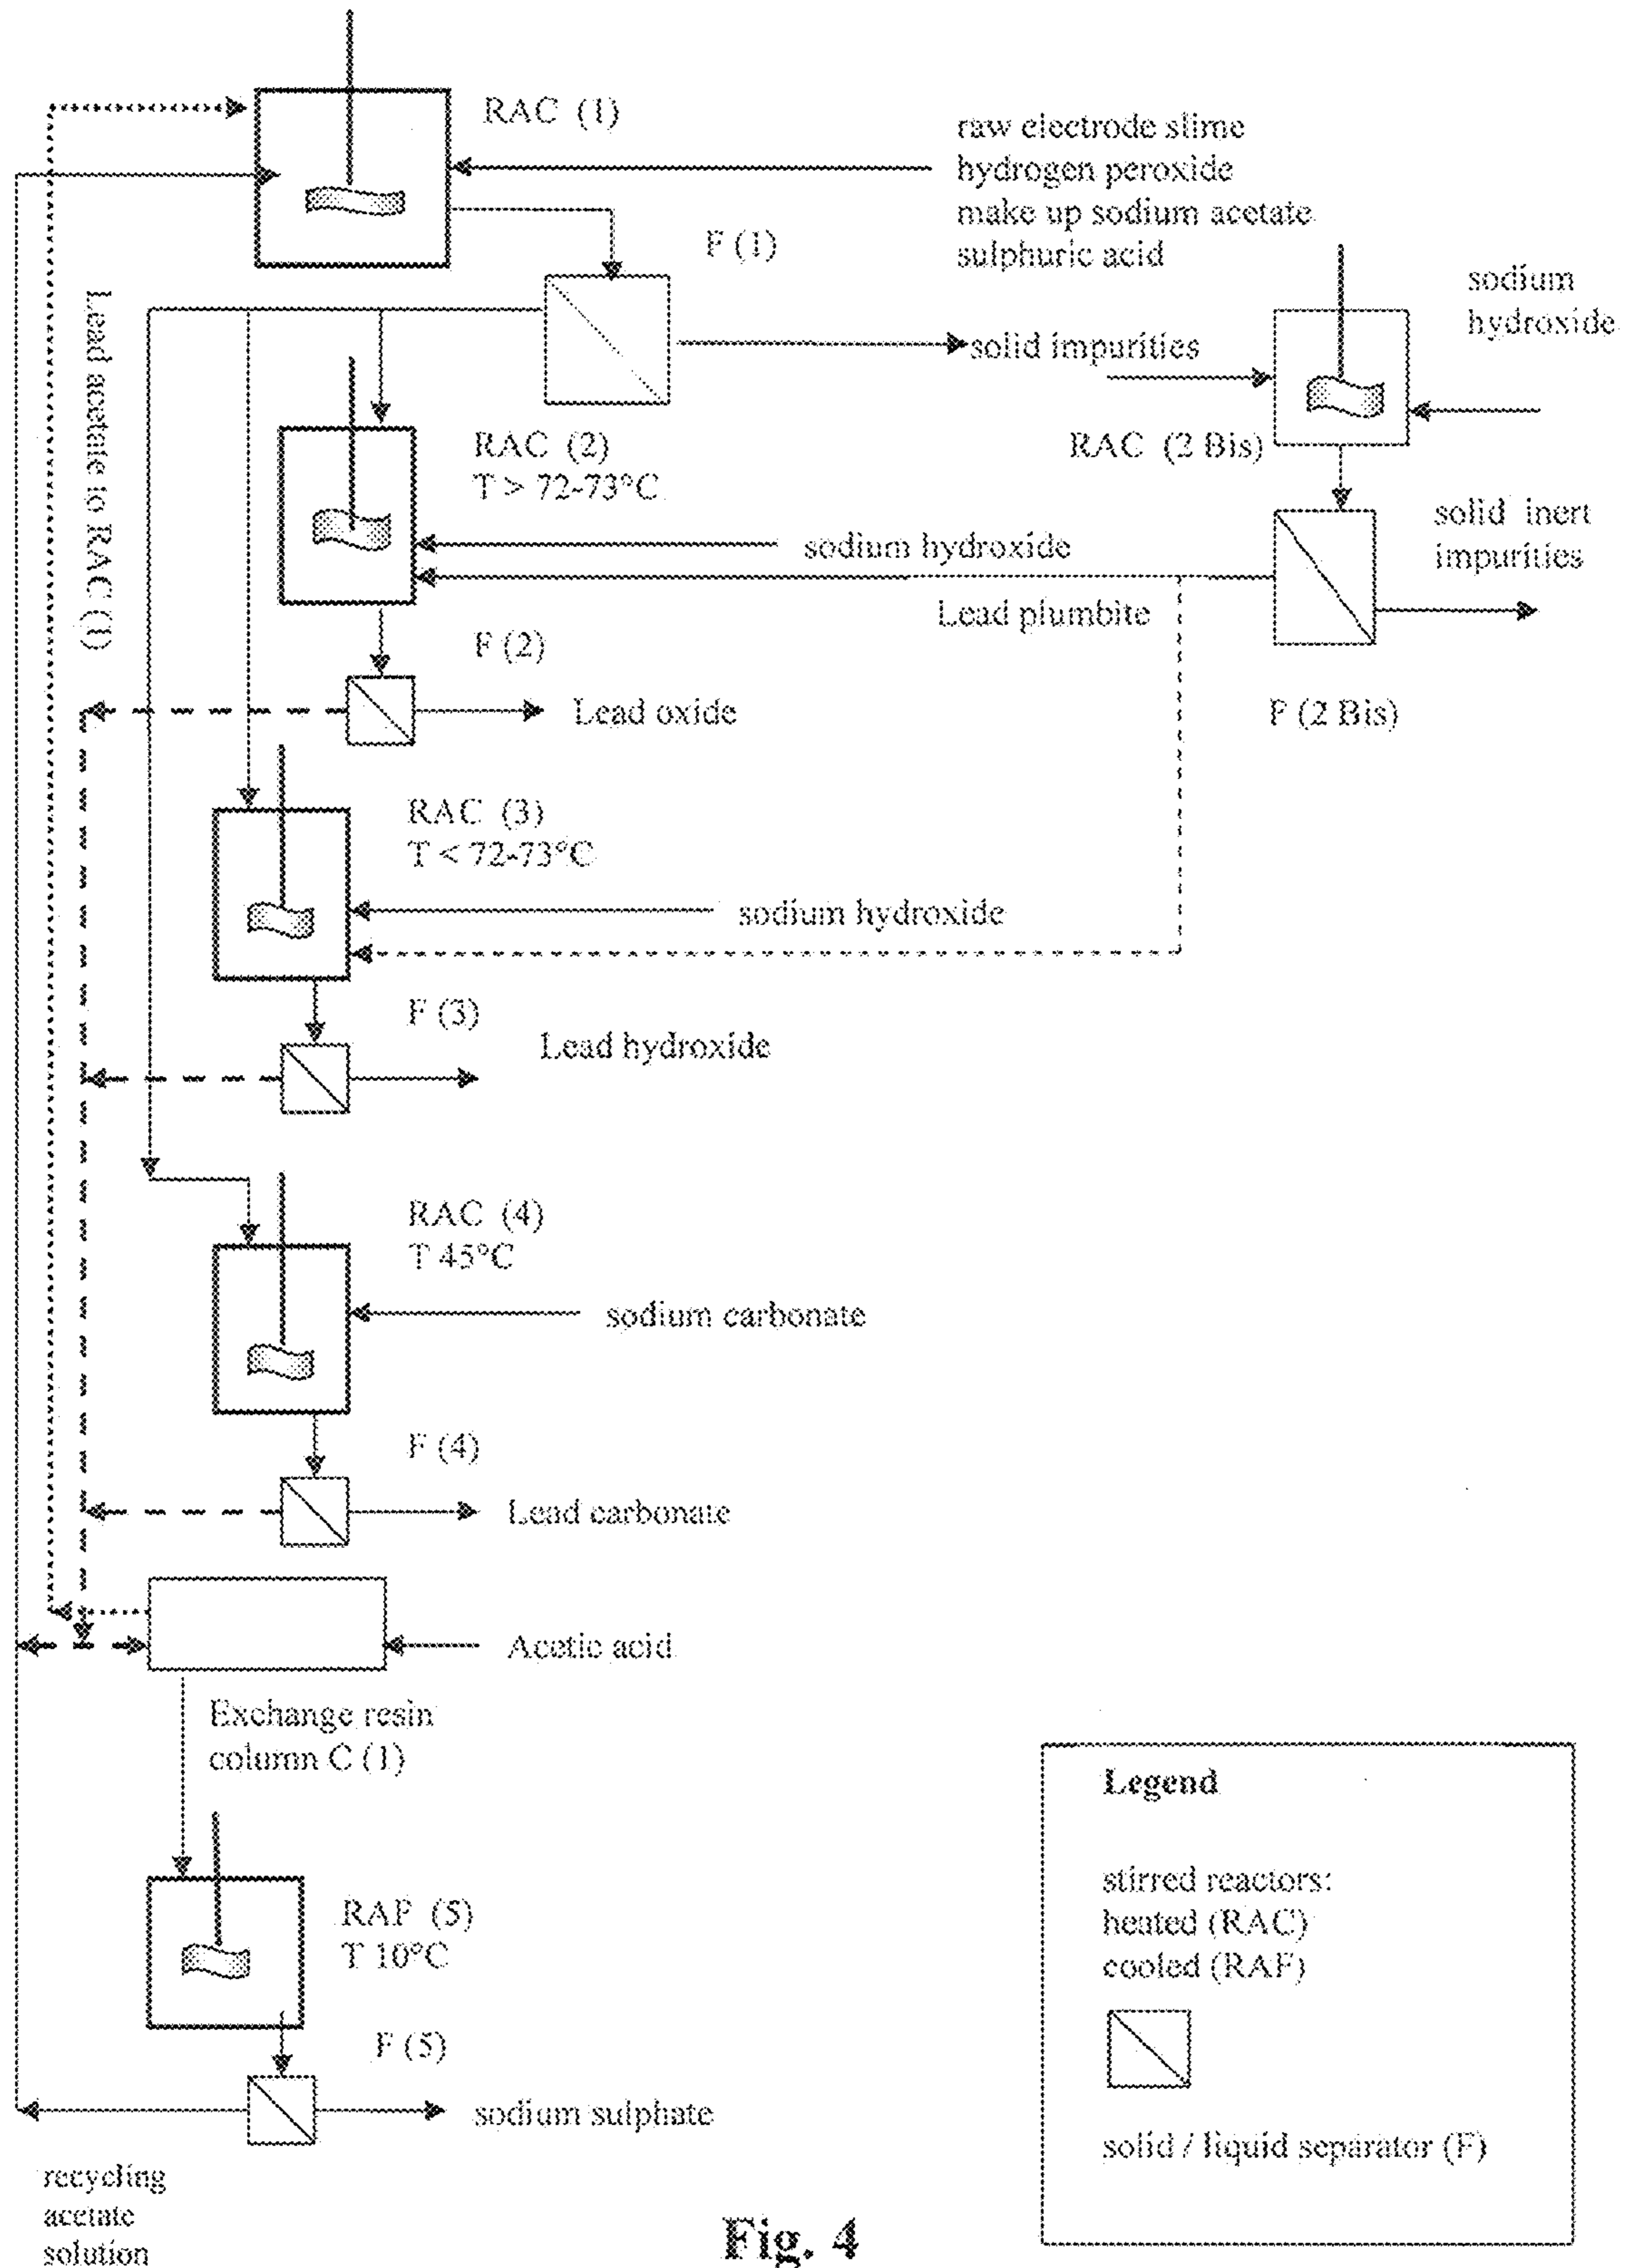 RAC (1)
raw electrode slime
hydrogen peroxide
make up sodium acetate
sulphuric acid
F (1)
sodium
hydroxide
Lead acetate to RAC (1)
solid impurities
RAC (2)
T > 72-73°C
RAC (2 Bis)
sodium hydroxide
solid inert
impurities
Lead plumbite
F (2)
Lead oxide
F (2 Bis)
RAC (3)
T < 72-73°C
sodium hydroxide
F (3)
Lead hydroxide
RAC (4)
T 45°C
sodium carbonate
F (4)
Lead carbonate
Acetic acid
Exchange resin
column C (1)
RAF (5)
T 10°C
F (5)
sodium sulphate
recycling
acetate
solution
Legend
stirred reactors:
heated (RAC)
cooled (RAF)
solid / liquid separator (F)
Fig. 4